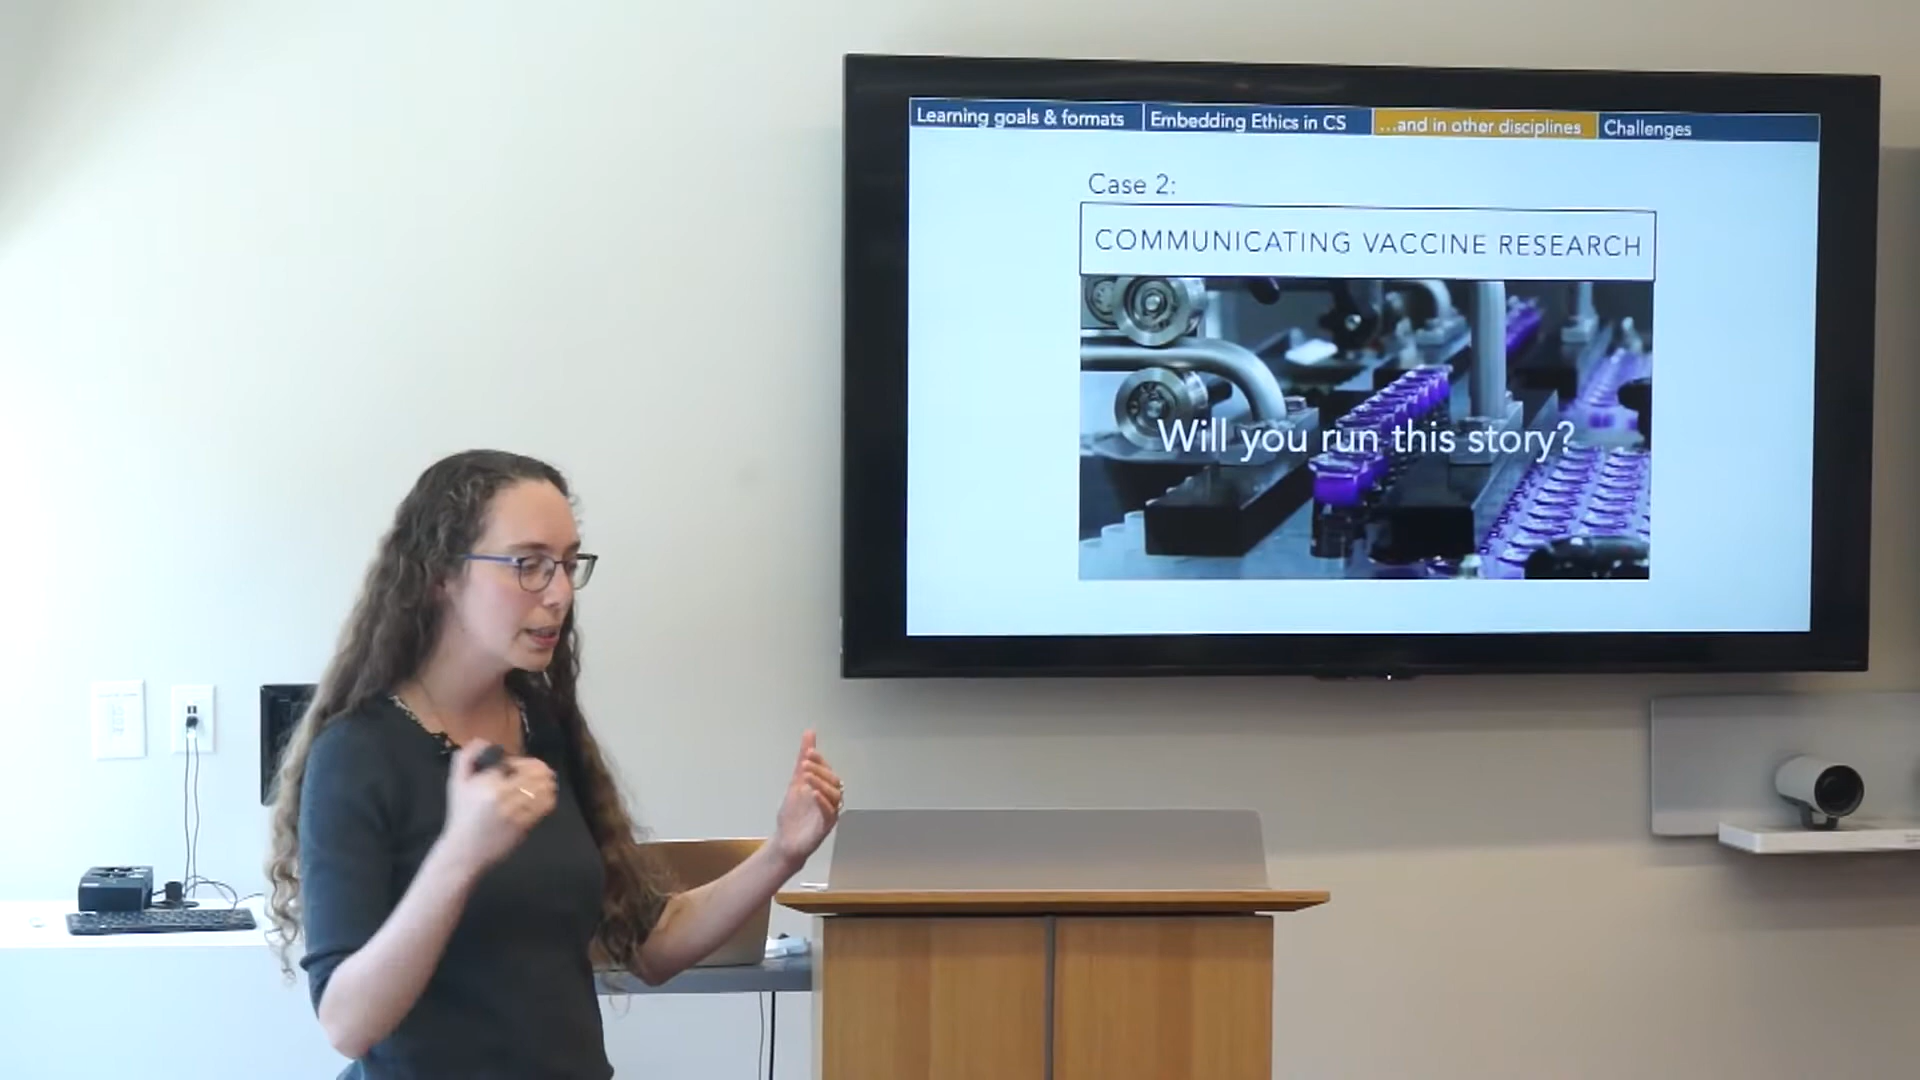 Learning goals & formats
Embedding Ethics in CS
...and in other disciplines
Challenges
Case 2:
COMMUNICATING VACCINE RESEARCH
Will you run this story?